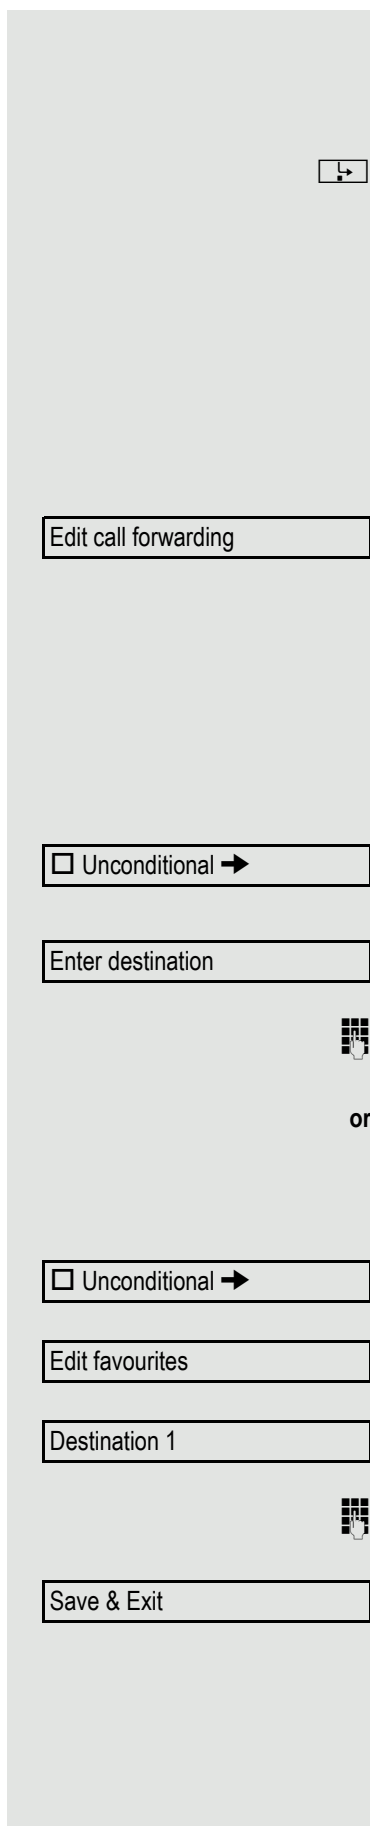 Edit call forwarding
☐ Unconditional ➔
Enter destination
or
☐ Unconditional ➔
Edit favourites
Destination 1
Save & Exit